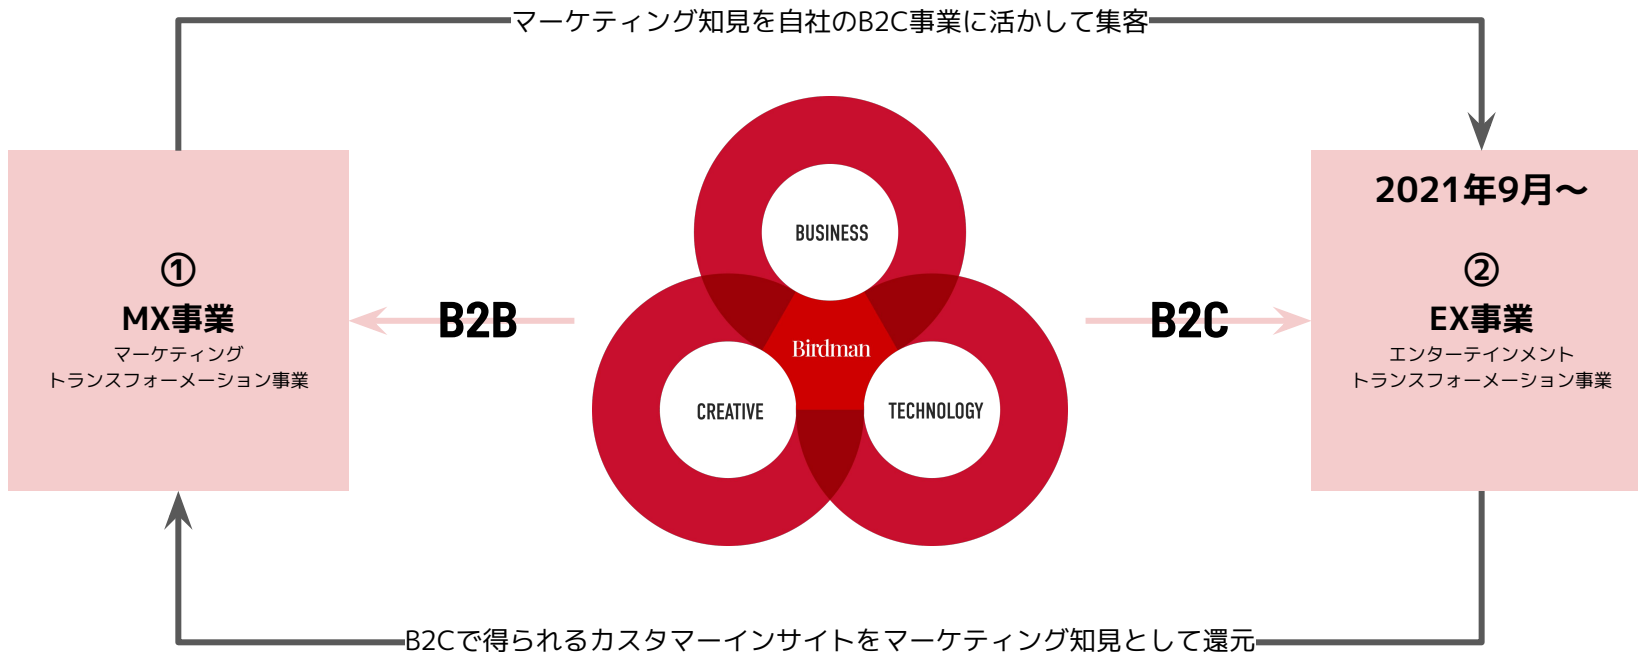 マーケティング知見を自社のB2C事業に活かして集客
①
MX事業
マーケティング
トランスフォーメーション事業
B2B
BUSINESS
Birdman
CREATIVE
TECHNOLOGY
B2C
2021年9月～
②
EX事業
エンターテインメント
トランスフォーメーション事業
B2Cで得られるカスタマーインサイトをマーケティング知見として還元